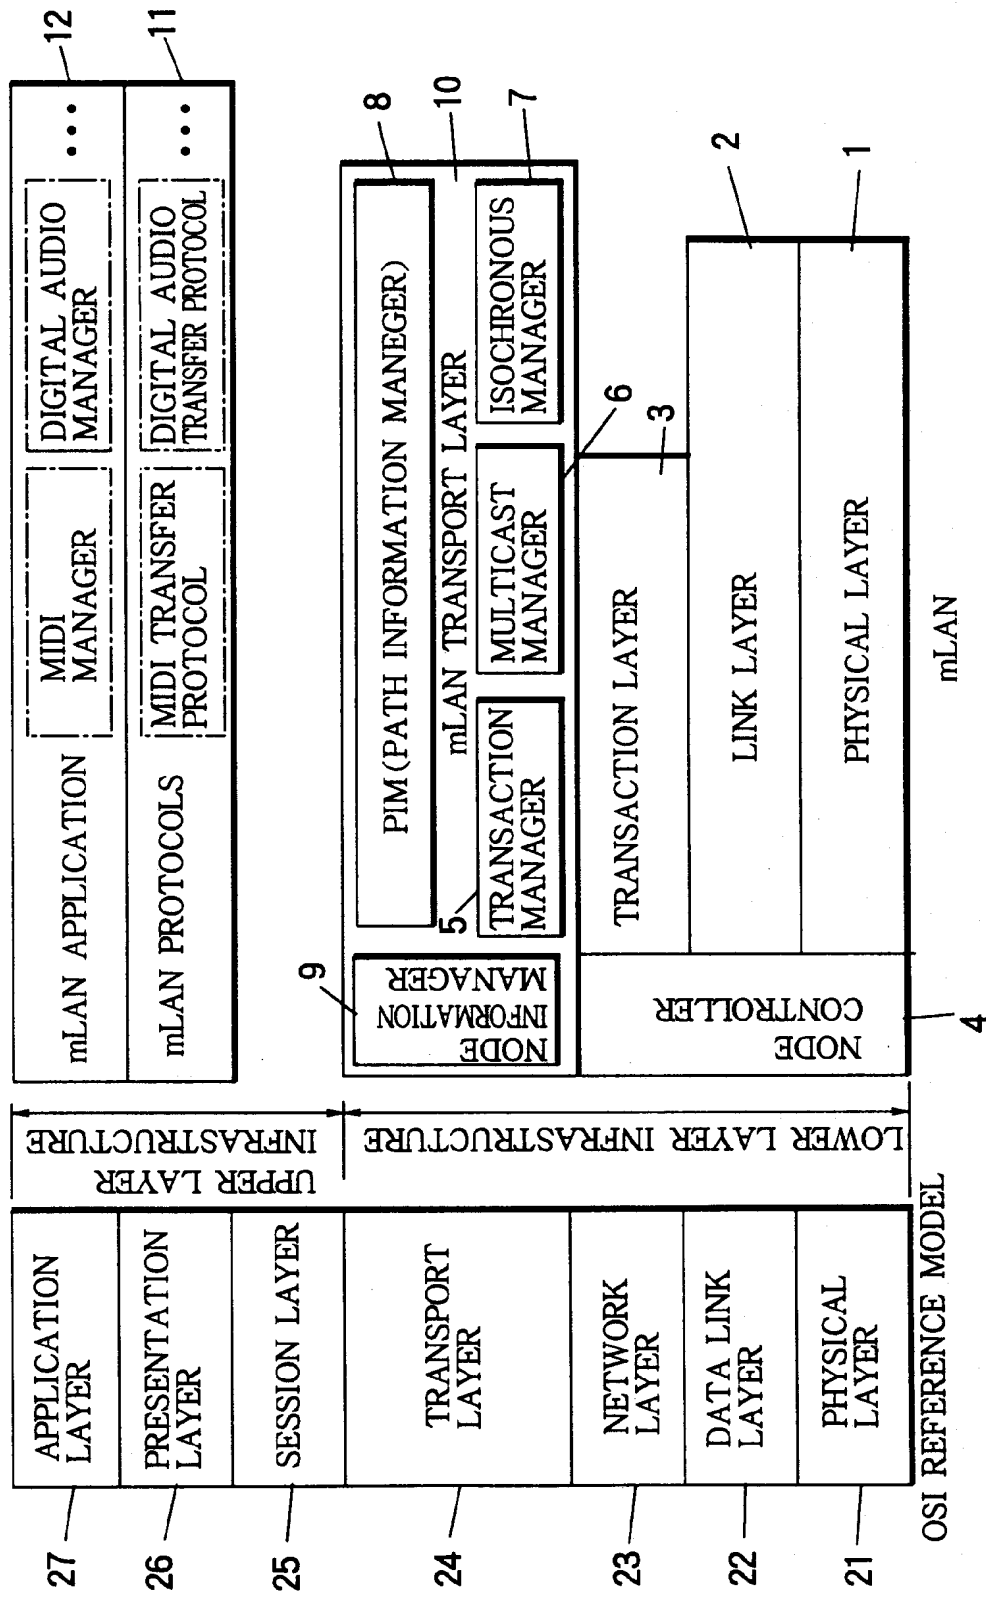 27
APPLICATION
LAYER
26
PRESENTATION
LAYER
25
SESSION LAYER
24
TRANSPORT
LAYER
23
NETWORK
LAYER
22
DATA LINK
LAYER
21
PHYSICAL
LAYER
OSI REFERENCE MODEL
UPPER LAYER
INFRASTRUCTURE
LOWER LAYER INFRASTRUCTURE
mLAN APPLICATION
MIDI
MANAGER
DIGITAL AUDIO
MANAGER
...
12
mLAN PROTOCOLS
MIDI TRANSFER
PROTOCOL
DIGITAL AUDIO
TRANSFER PROTOCOL
...
11
9
NODE
INFORMATION
MANAGER
PIM(PATH INFORMATION MANEGER)
8
mLAN TRANSPORT LAYER
10
5
TRANSACTION
MANAGER
MULTICAST
MANAGER
6
ISOCHRONOUS
MANAGER
7
NODE
CONTROLLER
4
TRANSACTION LAYER
3
LINK LAYER
2
PHYSICAL LAYER
1
mLAN